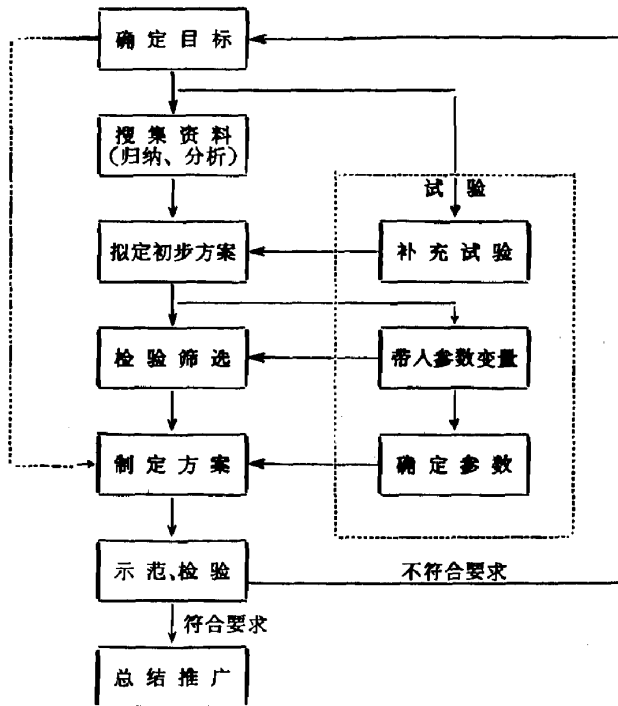 确定目标
搜集资料
(归纳、分析)
试验
拟定初步方案
补充试验
检验筛选
带人参数变量
制定方案
确定参数
示范、检验
不符合要求
符合要求
总结推广